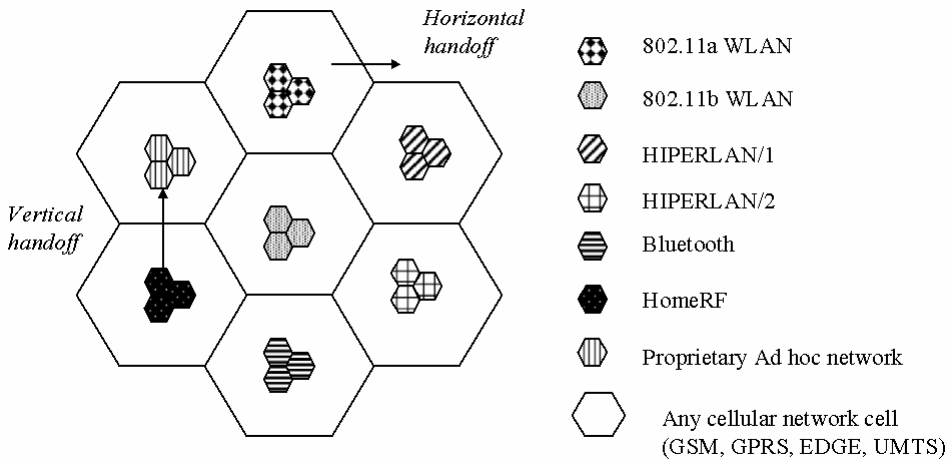 Horizontal
handoff
Vertical
handoff
802.11a WLAN
802.11b WLAN
HIPERLAN/1
HIPERLAN/2
Bluetooth
HomeRF
Proprietary Ad hoc network
Any cellular network cell
(GSM, GPRS, EDGE, UMTS)